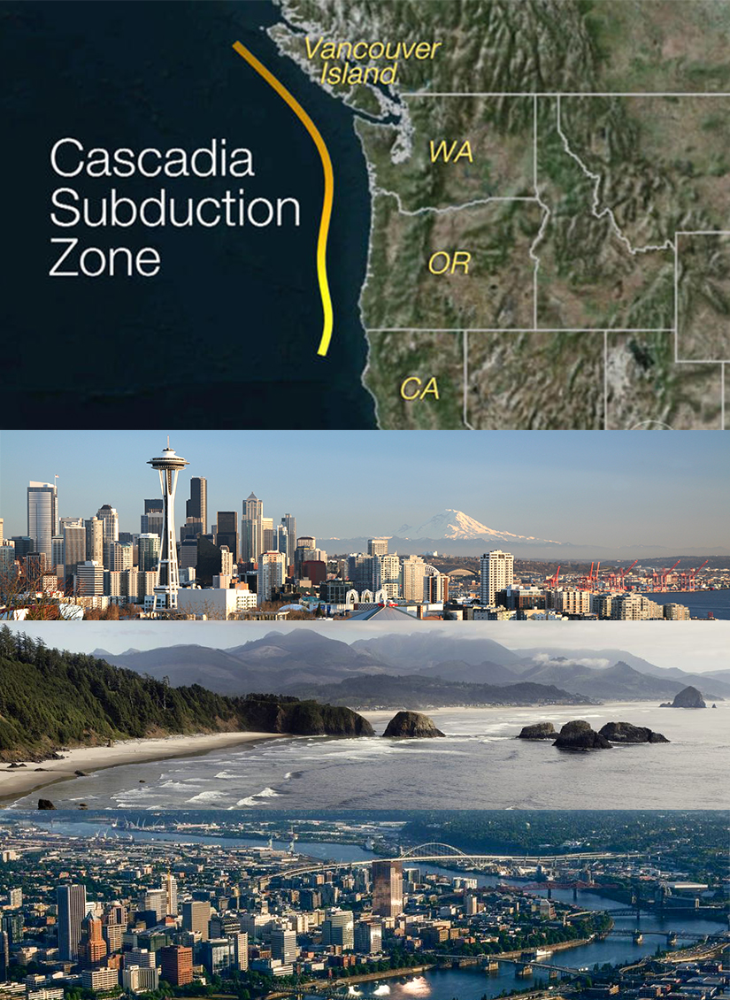 Vancouver
Island
Cascadia
Subduction
Zone
WA
OR
CA